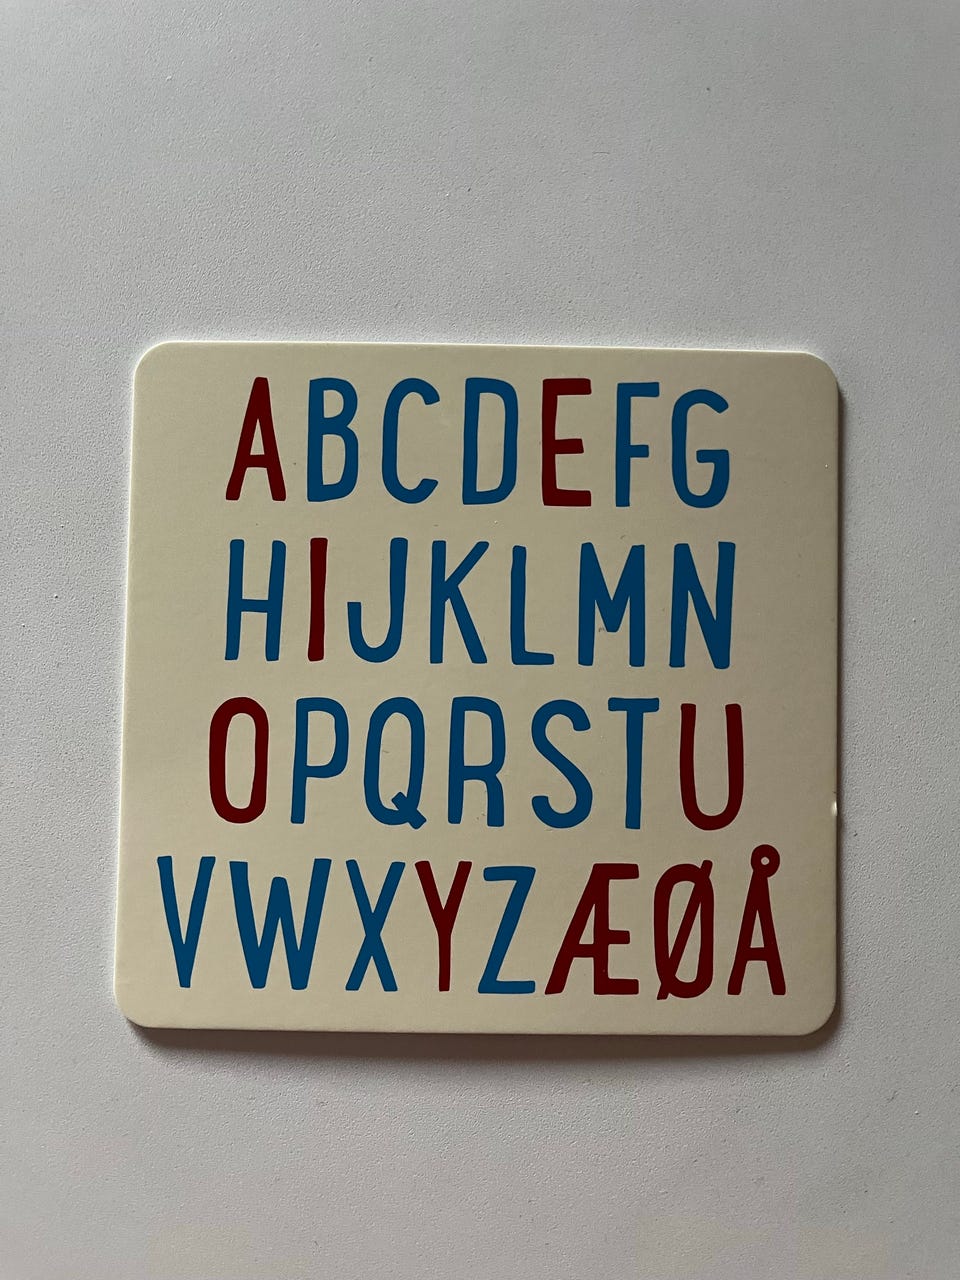 ABCDEFG
HIJKLMN
OPQRSTU
VWXYZÆØÅ